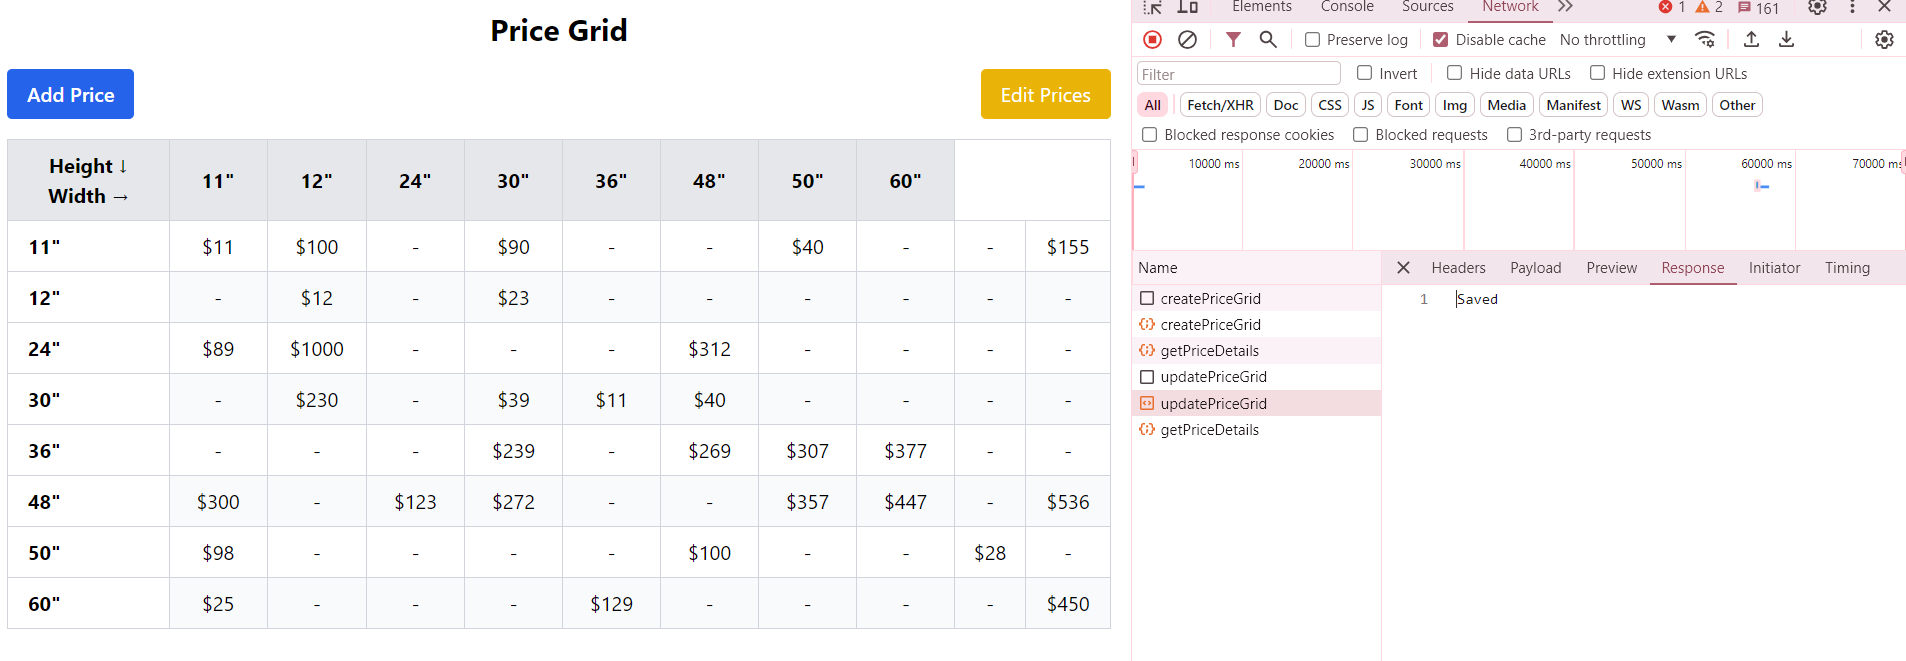 Price Grid
Add Price
Edit Prices
Height ↓
Width →
11" 12" 24" 30" 36" 48" 50" 60"
11" $11 $100 - $90 - - $40 - - $155
12" - $12 - $23 - - - - - -
24" $89 $1000 - - - $312 - - - -
30" - $230 - $39 $11 $40 - - - -
36" - - - $239 - $269 $307 $377 - -
48" $300 - $123 $272 - - $357 $447 - $536
50" $98 - - - - $100 - - $28 -
60" $25 - - - $129 - - - - $450
Elements Console Sources Network 1 2 161
Preserve log Disable cache No throttling
Filter Invert Hide data URLs Hide extension URLs
All Fetch/XHR Doc CSS JS Font Img Media Manifest WS Wasm Other
Blocked response cookies Blocked requests 3rd-party requests
10000 ms 20000 ms 30000 ms 40000 ms 50000 ms 60000 ms 70000 ms
Name
createPriceGrid
createPriceGrid
getPriceDetails
updatePriceGrid
updatePriceGrid
getPriceDetails
Headers Payload Preview Response Initiator Timing
1 Saved